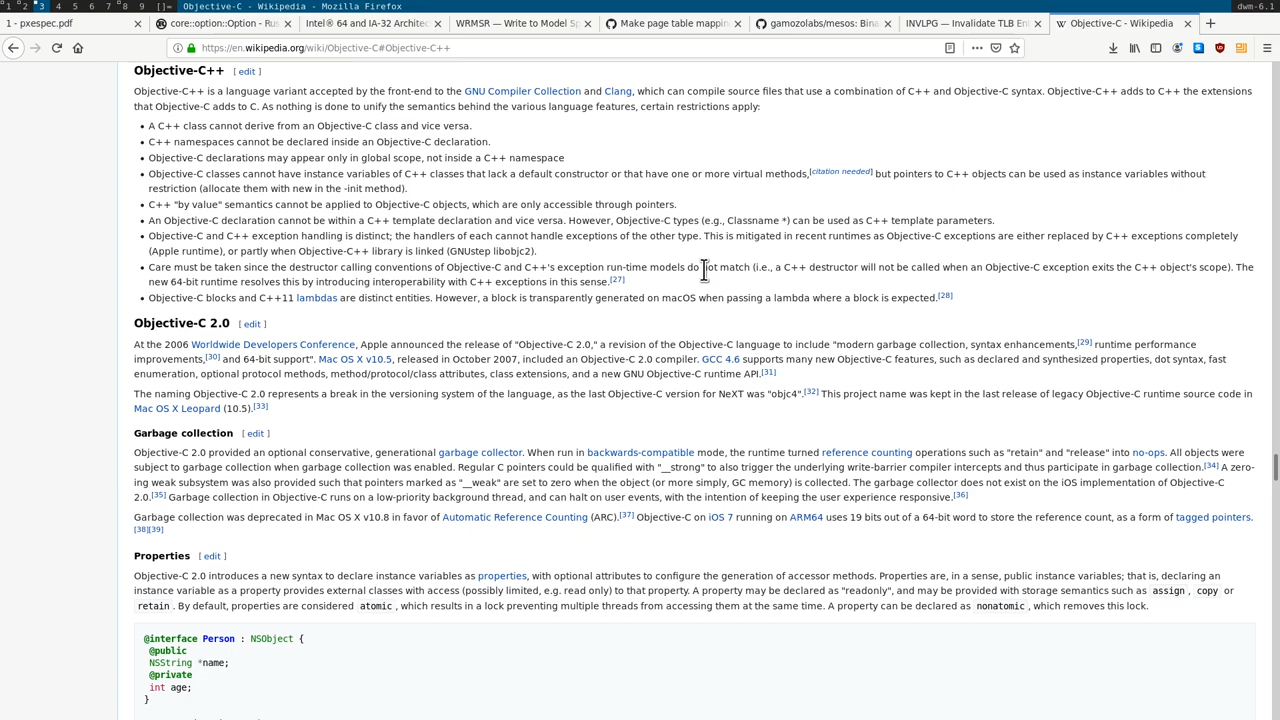 1 2 3 4 5 6 7 8 9 []= Objective-C - Wikipedia - Mozilla Firefox dwm-6.1
1 - pxespec.pdf × core::option::Option - Rus × Intel® 64 and IA-32 Architec × WRMSR — Write to Model Sp × Make page table mappin × gamozolabs/mesos: Bina × INVLPG — Invalidate TLB En × Objective-C - Wikipedia ×
https://en.wikipedia.org/wiki/Objective-C#Objective-C++
Objective-C++ [ edit ]
Objective-C++ is a language variant accepted by the front-end to the GNU Compiler Collection and Clang, which can compile source files that use a combination of C++ and Objective-C syntax. Objective-C++ adds to C++ the extensions
that Objective-C adds to C. As nothing is done to unify the semantics behind the various language features, certain restrictions apply:
• A C++ class cannot derive from an Objective-C class and vice versa.
• C++ namespaces cannot be declared inside an Objective-C declaration.
• Objective-C declarations may appear only in global scope, not inside a C++ namespace
• Objective-C classes cannot have instance variables of C++ classes that lack a default constructor or that have one or more virtual methods,[citation needed] but pointers to C++ objects can be used as instance variables without
restriction (allocate them with new in the -init method).
• C++ "by value" semantics cannot be applied to Objective-C objects, which are only accessible through pointers.
• An Objective-C declaration cannot be within a C++ template declaration and vice versa. However, Objective-C types (e.g., Classname *) can be used as C++ template parameters.
• Objective-C and C++ exception handling is distinct; the handlers of each cannot handle exceptions of the other type. This is mitigated in recent runtimes as Objective-C exceptions are either replaced by C++ exceptions completely
(Apple runtime), or partly when Objective-C++ library is linked (GNUstep libobjc2).
• Care must be taken since the destructor calling conventions of Objective-C and C++'s exception run-time models do not match (i.e., a C++ destructor will not be called when an Objective-C exception exits the C++ object's scope). The
new 64-bit runtime resolves this by introducing interoperability with C++ exceptions in this sense.[27]
• Objective-C blocks and C++11 lambdas are distinct entities. However, a block is transparently generated on macOS when passing a lambda where a block is expected.[28]
Objective-C 2.0 [ edit ]
At the 2006 Worldwide Developers Conference, Apple announced the release of "Objective-C 2.0," a revision of the Objective-C language to include "modern garbage collection, syntax enhancements,[29] runtime performance
improvements,[30] and 64-bit support". Mac OS X v10.5, released in October 2007, included an Objective-C 2.0 compiler. GCC 4.6 supports many new Objective-C features, such as declared and synthesized properties, dot syntax, fast
enumeration, optional protocol methods, method/protocol/class attributes, class extensions, and a new GNU Objective-C runtime API.[31]
The naming Objective-C 2.0 represents a break in the versioning system of the language, as the last Objective-C version for NeXT was "objc4".[32] This project name was kept in the last release of legacy Objective-C runtime source code in
Mac OS X Leopard (10.5).[33]
Garbage collection [ edit ]
Objective-C 2.0 provided an optional conservative, generational garbage collector. When run in backwards-compatible mode, the runtime turned reference counting operations such as "retain" and "release" into no-ops. All objects were
subject to garbage collection when garbage collection was enabled. Regular C pointers could be qualified with "__strong" to also trigger the underlying write-barrier compiler intercepts and thus participate in garbage collection.[34] A zero-
ing weak subsystem was also provided such that pointers marked as "__weak" are set to zero when the object (or more simply, GC memory) is collected. The garbage collector does not exist on the iOS implementation of Objective-C
2.0.[35] Garbage collection in Objective-C runs on a low-priority background thread, and can halt on user events, with the intention of keeping the user experience responsive.[36]
Garbage collection was deprecated in Mac OS X v10.8 in favor of Automatic Reference Counting (ARC).[37] Objective-C on iOS 7 running on ARM64 uses 19 bits out of a 64-bit word to store the reference count, as a form of tagged pointers.
[38][39]
Properties [ edit ]
Objective-C 2.0 introduces a new syntax to declare instance variables as properties, with optional attributes to configure the generation of accessor methods. Properties are, in a sense, public instance variables; that is, declaring an
instance variable as a property provides external classes with access (possibly limited, e.g. read only) to that property. A property may be declared as "readonly", and may be provided with storage semantics such as assign, copy or
retain. By default, properties are considered atomic, which results in a lock preventing multiple threads from accessing them at the same time. A property can be declared as nonatomic, which removes this lock.
@interface Person : NSObject {
@public
NSString *name;
@private
int age;
}